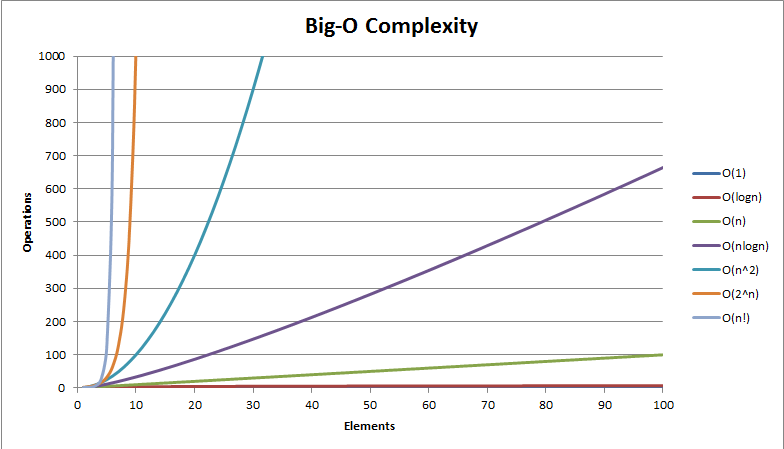 Big-O Complexity
Operations
1000
900
800
700
600
500
400
300
200
100
0
0 10 20 30 40 50 60 70 80 90 100
Elements
O(1)
O(logn)
O(n)
O(nlogn)
O(n^2)
O(2^n)
O(n!)